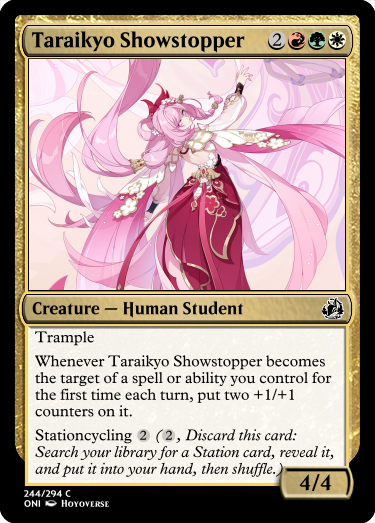 Taraikyo Showstopper 2
Creature — Human Student
Trample
Whenever Taraikyo Showstopper becomes
the target of a spell or ability you control for
the first time each turn, put two +1/+1
counters on it.
Stationcycling 2 (2, Discard this card:
Search your library for a Station card, reveal it,
and put it into your hand, then shuffle.)
4/4
244/294 C
ONI Hoyoverse